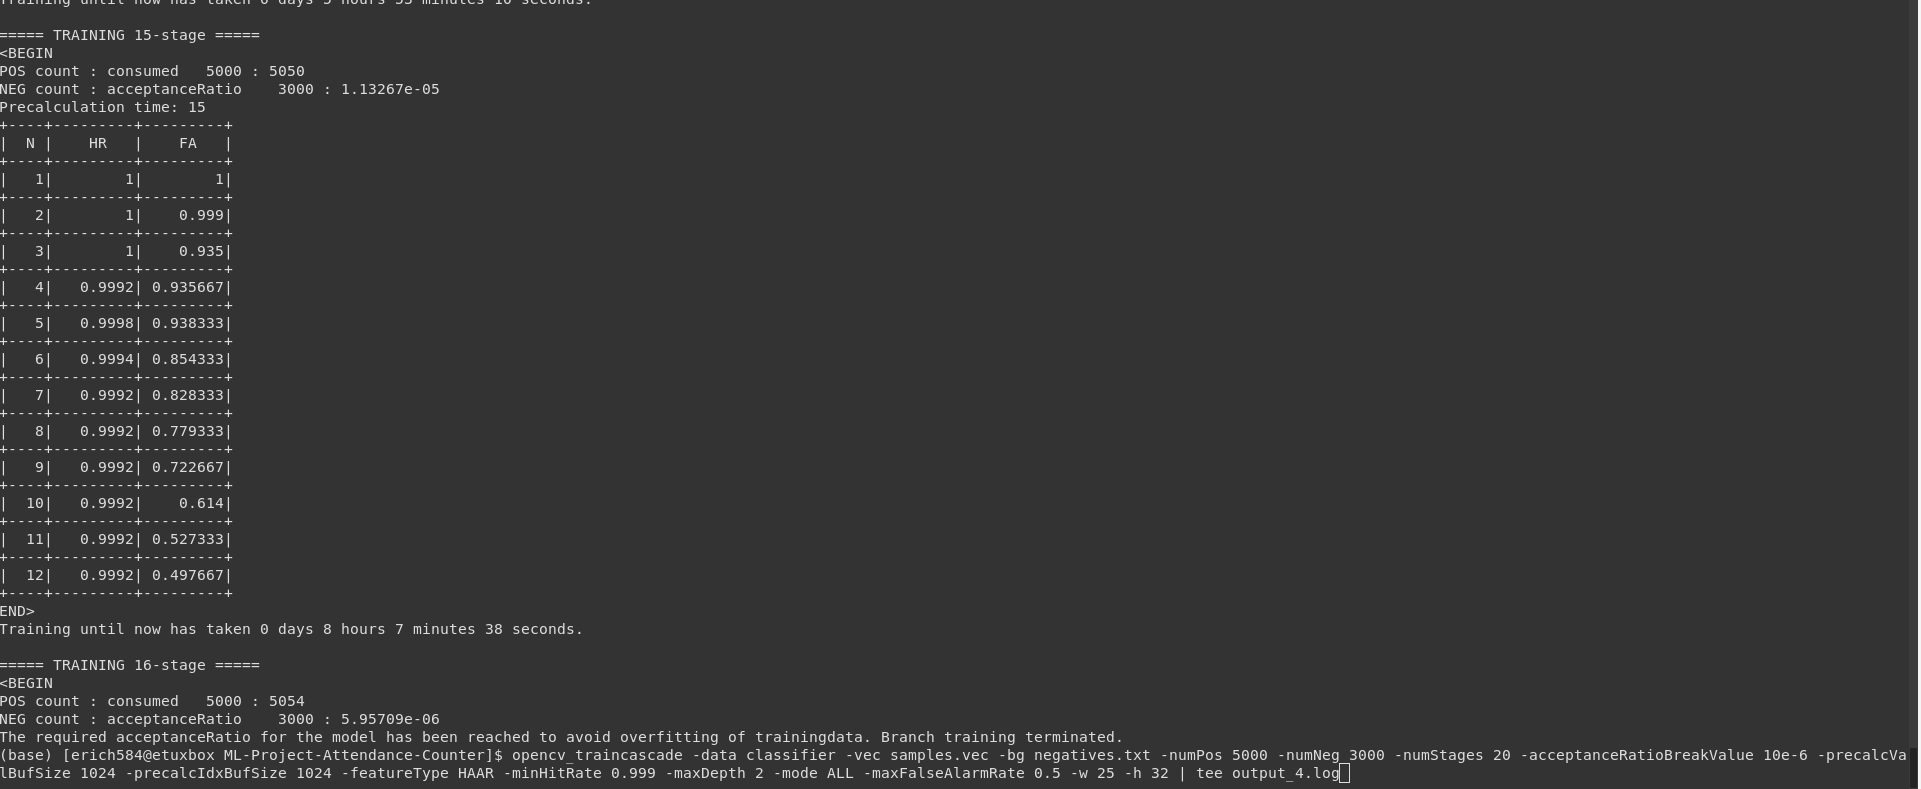 Training until now has taken 0 days 5 hours 53 minutes 10 seconds.
===== TRAINING 15-stage =====
<BEGIN
POS count : consumed   5000 : 5050
NEG count : acceptanceRatio    3000 : 1.13267e-05
Precalculation time: 15
+----+---------+---------+
|  N |    HR   |    FA   |
+----+---------+---------+
|   1|        1|        1|
+----+---------+---------+
|   2|        1|    0.999|
+----+---------+---------+
|   3|        1|    0.935|
+----+---------+---------+
|   4|   0.9992| 0.935667|
+----+---------+---------+
|   5|   0.9998| 0.938333|
+----+---------+---------+
|   6|   0.9994| 0.854333|
+----+---------+---------+
|   7|   0.9992| 0.828333|
+----+---------+---------+
|   8|   0.9992| 0.779333|
+----+---------+---------+
|   9|   0.9992| 0.722667|
+----+---------+---------+
|  10|   0.9992|    0.614|
+----+---------+---------+
|  11|   0.9992| 0.527333|
+----+---------+---------+
|  12|   0.9992| 0.497667|
+----+---------+---------+
END>
Training until now has taken 0 days 8 hours 7 minutes 38 seconds.
===== TRAINING 16-stage =====
<BEGIN
POS count : consumed   5000 : 5054
NEG count : acceptanceRatio    3000 : 5.95709e-06
The required acceptanceRatio for the model has been reached to avoid overfitting of trainingdata. Branch training terminated.
(base) [erich584@etuxbox ML-Project-Attendance-Counter]$ opencv_traincascade -data classifier -vec samples.vec -bg negatives.txt -numPos 5000 -numNeg 3000 -numStages 20 -acceptanceRatioBreakValue 10e-6 -precalcVa
lBufSize 1024 -precalcIdxBufSize 1024 -featureType HAAR -minHitRate 0.999 -maxDepth 2 -mode ALL -maxFalseAlarmRate 0.5 -w 25 -h 32 | tee output_4.log